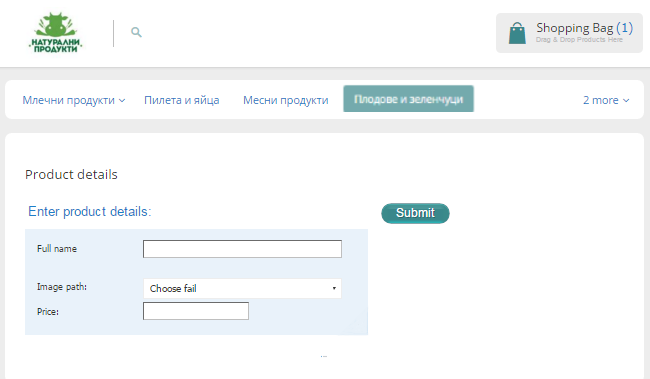 НАТУРАЛНИ
ПРОДУКТИ
Shopping Bag (1)
Drag & Drop Products Here
Млечни продукти
Пилета и яйца
Месни продукти
Плодове и зеленчуци
2 more
Product details
Enter product details:
Submit
Full name
Image path:
Choose fail
Price:
...